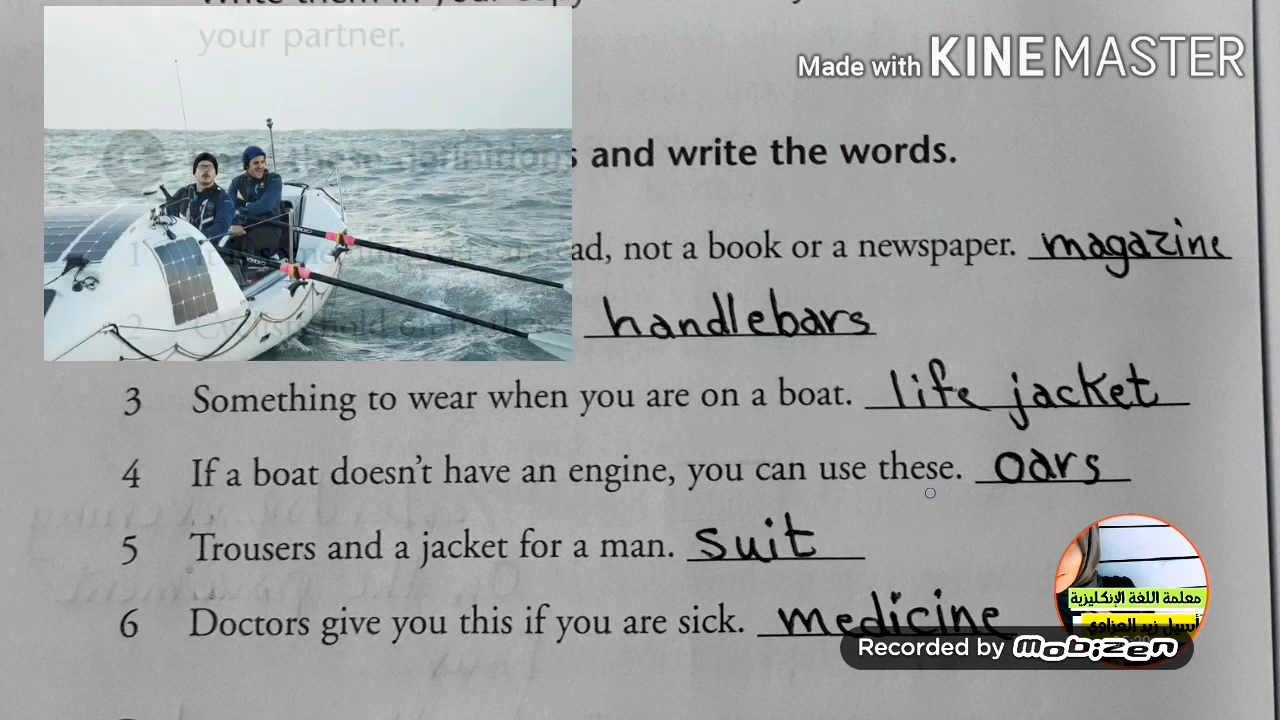 your partner.
Made with KINEMASTER
and write the words.
ad, not a book or a newspaper. magazine
handlebars
3 Something to wear when you are on a boat. life jacket
4 If a boat doesn't have an engine, you can use these. oars
5 Trousers and a jacket for a man. suit
6 Doctors give you this if you are sick. medicine
معلمة اللغة الإنكليزية
أسيل زيد العزاوي
Recorded by Mobizen